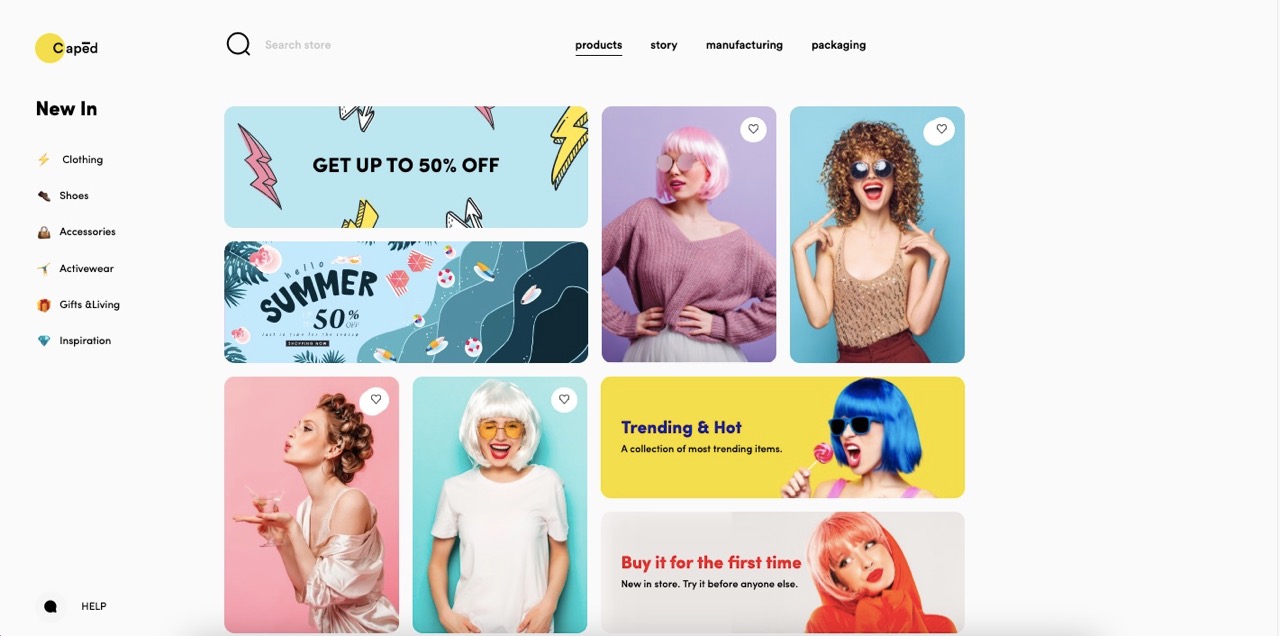 Capēd
Search store
products
story
manufacturing
packaging
New In
Clothing
Shoes
Accessories
Activewear
Gifts &Living
Inspiration
HELP
GET UP TO 50% OFF
hello
SUMMER
50%
OFF
Just in time for the season
SHOPPING NOW
Trending & Hot
A collection of most trending items.
Buy it for the first time
New in store. Try it before anyone else.